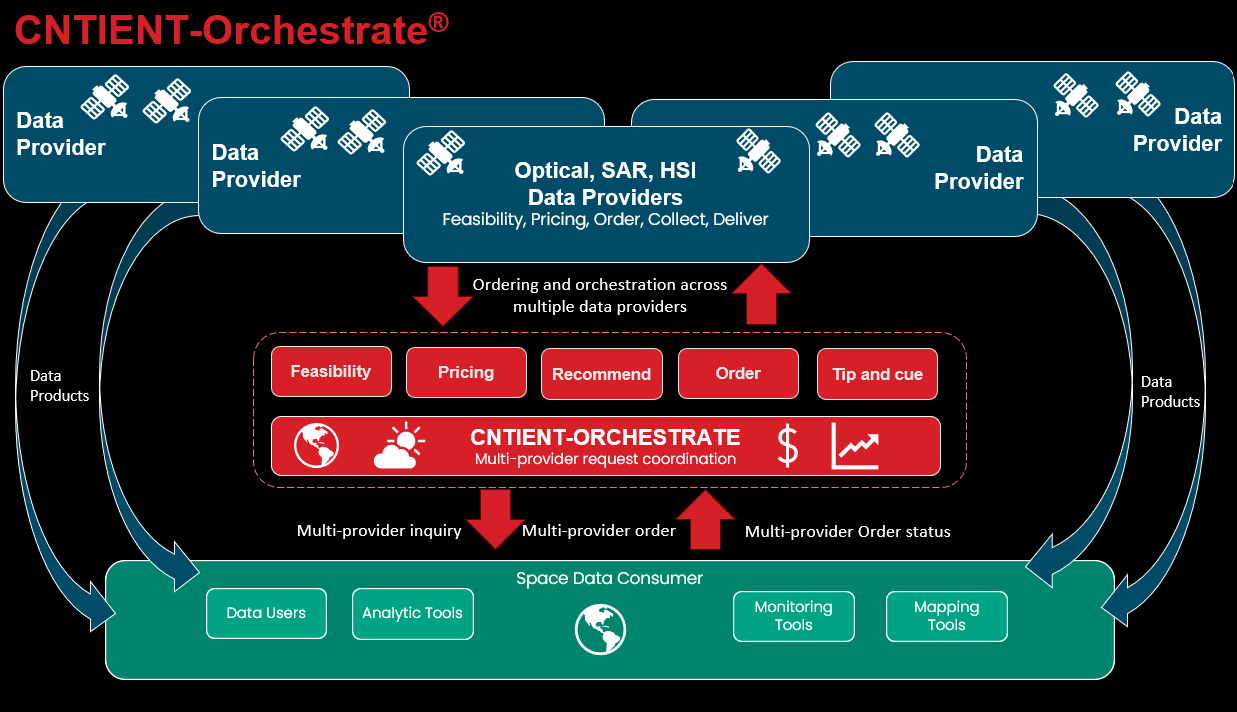 CNTIENT-Orchestrate®
Data
Provider
Data
Provider
Optical, SAR, HSI
Data Providers
Feasibility, Pricing, Order, Collect, Deliver
Data
Provider
Data
Provider
Ordering and orchestration across
multiple data providers
Data
Products
Feasibility
Pricing
Recommend
Order
Tip and cue
Data
Products
CNTIENT-ORCHESTRATE
Multi-provider request coordination
Multi-provider inquiry
Multi-provider order
Multi-provider Order status
Space Data Consumer
Data Users
Analytic Tools
Monitoring
Tools
Mapping
Tools